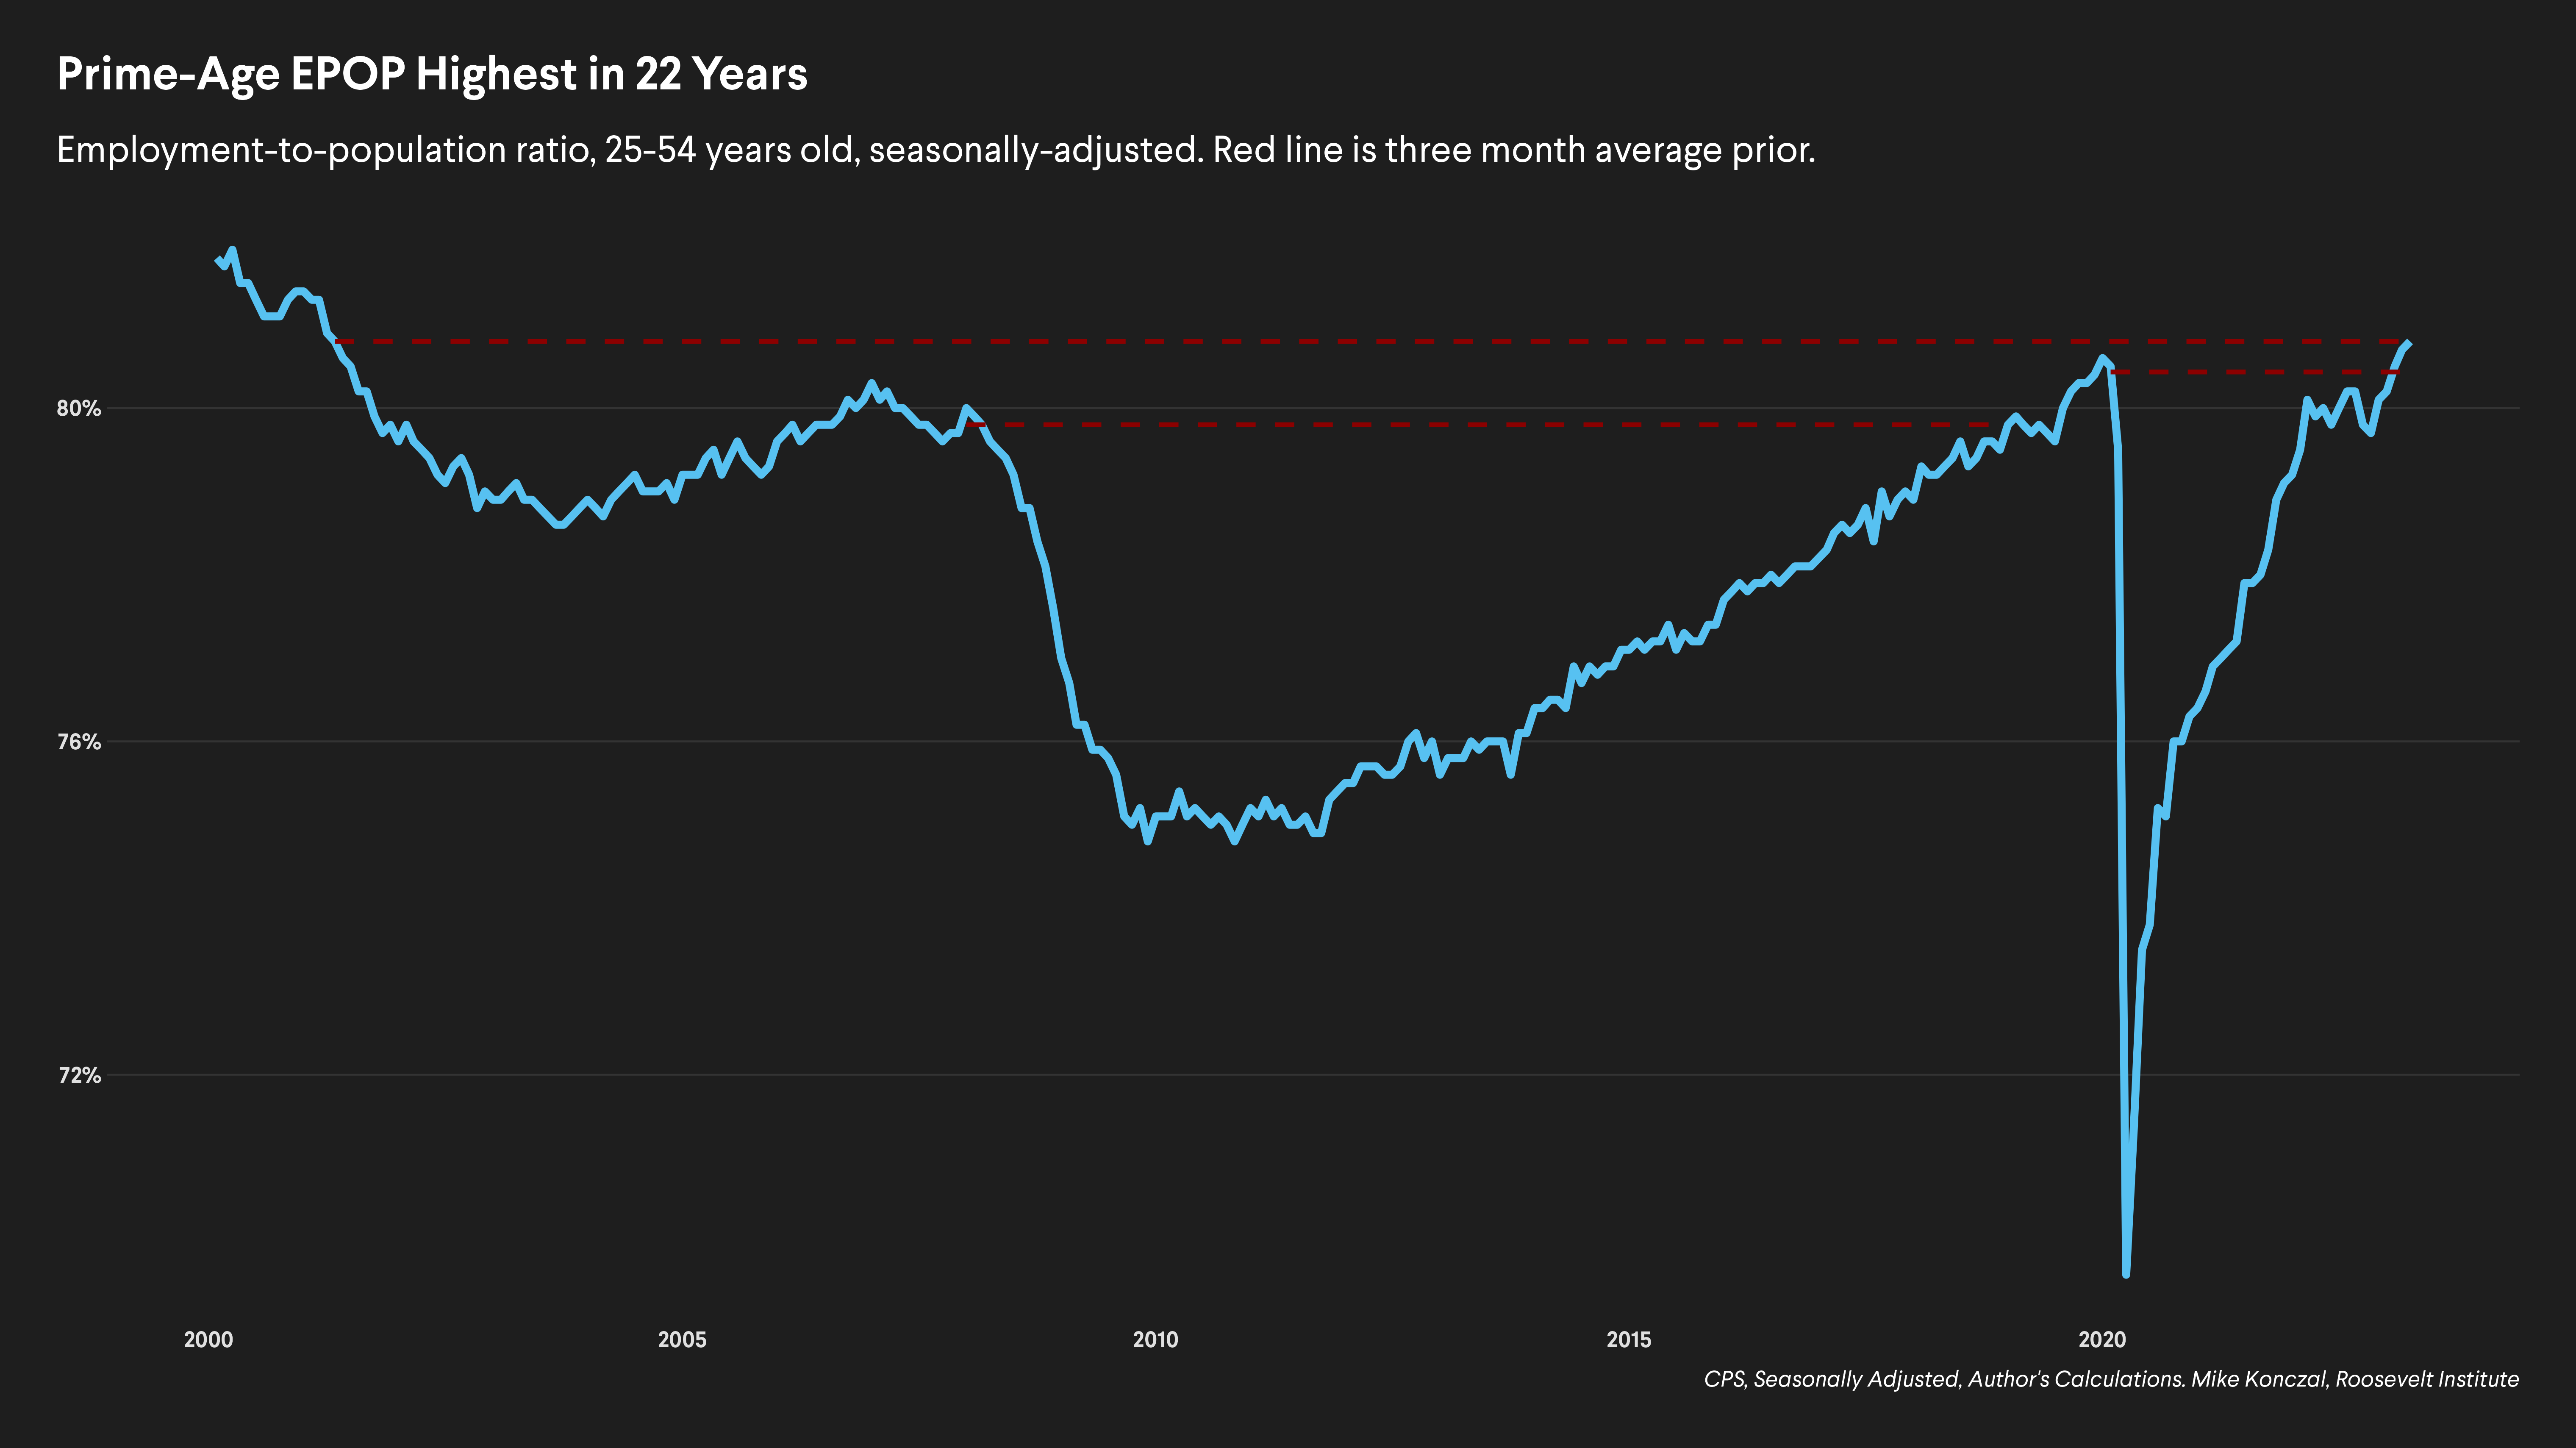 Prime-Age EPOP Highest in 22 Years
Employment-to-population ratio, 25-54 years old, seasonally-adjusted. Red line is three month average prior.
80%
76%
72%
2000
2005
2010
2015
2020
CPS, Seasonally Adjusted, Author's Calculations. Mike Konczal, Roosevelt Institute